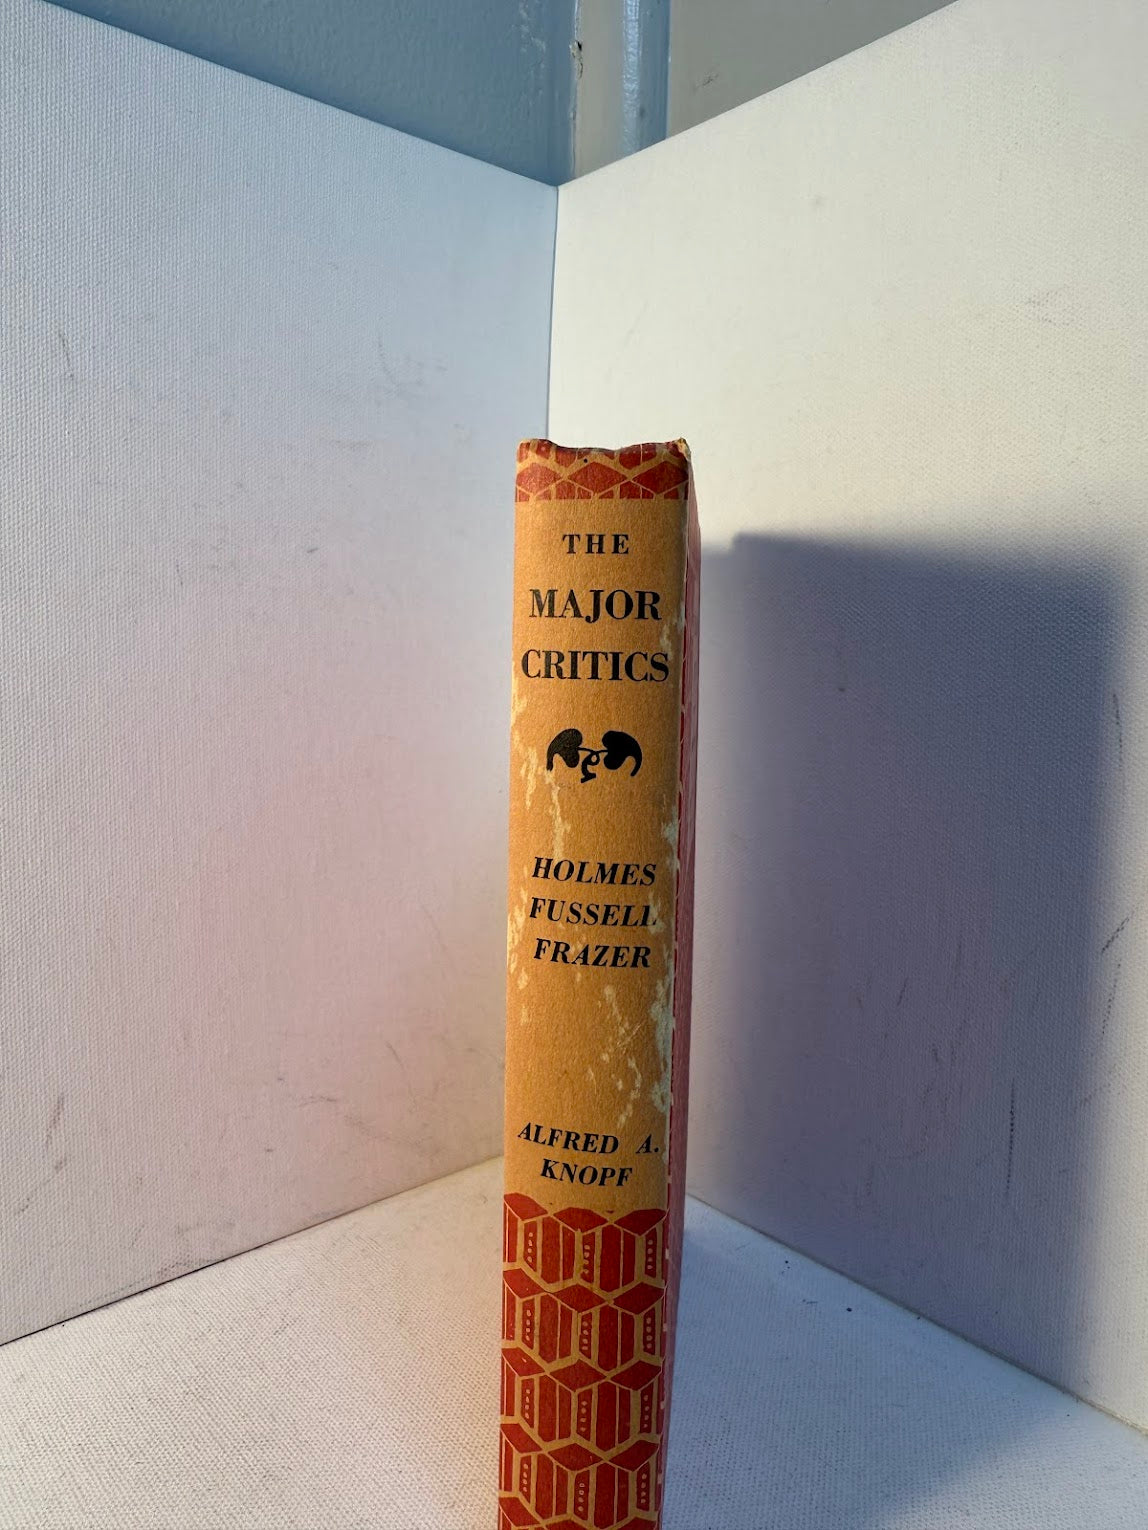 THE
MAJOR
CRITICS
HOLMES
FUSSELL
FRAZER
ALFRED A.
KNOPF